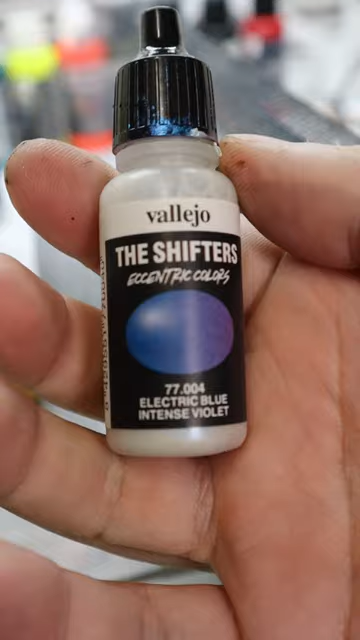 vallejo
THE SHIFTERS
ECCENTRIC COLORS
77.004
ELECTRIC BLUE
INTENSE VIOLET